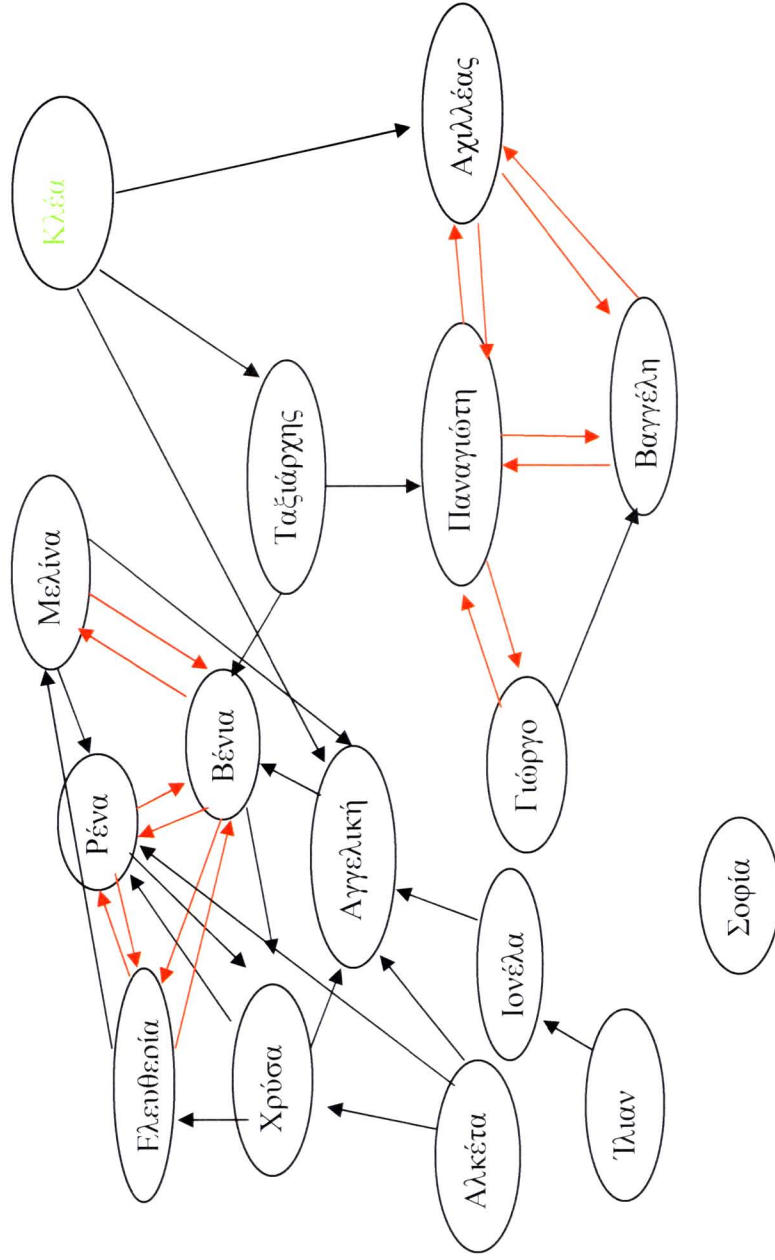 Μελίνα
Κλέα
Ρένα
Ελευθερία
Βένια
Χρύσα
Ταξιάρχης
Αγγελική
Παναγιώτη
Αχιλλέας
Αλκέτα
Ιονέλα
Γιώργο
Ίλιαν
Βαγγέλη
Σοφία